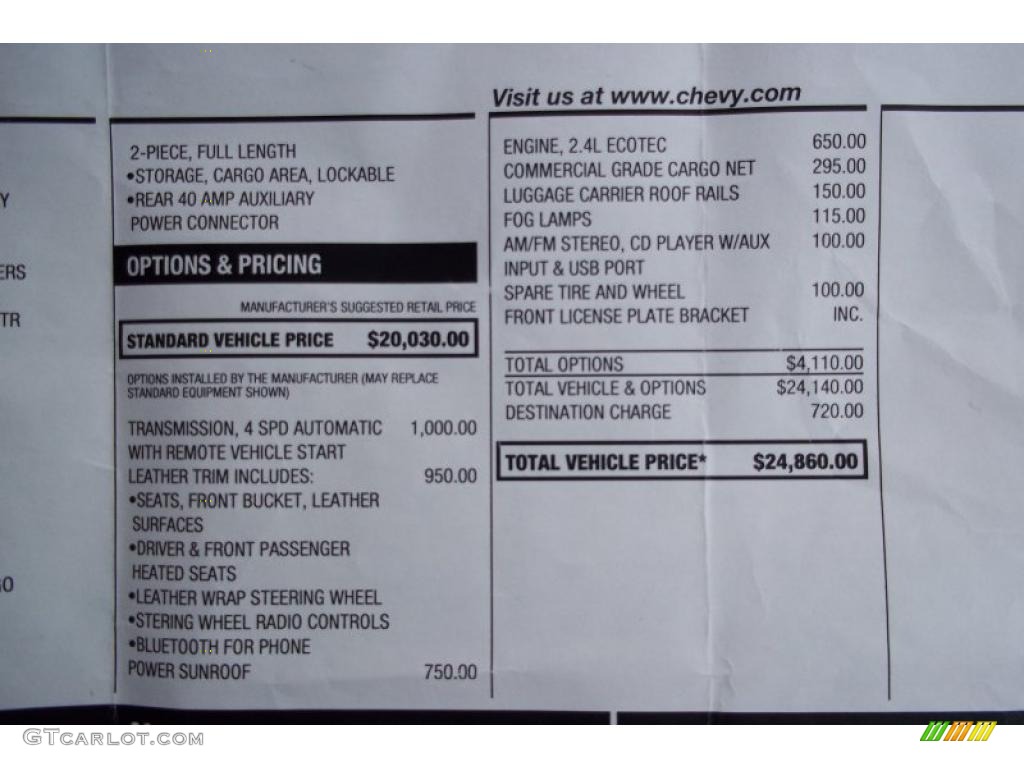 Visit us at www.chevy.com
Y
ERS
TR
GO
2-PIECE, FULL LENGTH
•STORAGE, CARGO AREA, LOCKABLE
•REAR 40 AMP AUXILIARY
POWER CONNECTOR
OPTIONS & PRICING
MANUFACTURER'S SUGGESTED RETAIL PRICE
STANDARD VEHICLE PRICE $20,030.00
OPTIONS INSTALLED BY THE MANUFACTURER (MAY REPLACE
STANDARD EQUIPMENT SHOWN)
TRANSMISSION, 4 SPD AUTOMATIC 1,000.00
WITH REMOTE VEHICLE START
LEATHER TRIM INCLUDES: 950.00
•SEATS, FRONT BUCKET, LEATHER
SURFACES
•DRIVER & FRONT PASSENGER
HEATED SEATS
•LEATHER WRAP STEERING WHEEL
•STERING WHEEL RADIO CONTROLS
•BLUETOOTH FOR PHONE
POWER SUNROOF 750.00
ENGINE, 2.4L ECOTEC 650.00
COMMERCIAL GRADE CARGO NET 295.00
LUGGAGE CARRIER ROOF RAILS 150.00
FOG LAMPS 115.00
AM/FM STEREO, CD PLAYER W/AUX 100.00
INPUT & USB PORT
SPARE TIRE AND WHEEL 100.00
FRONT LICENSE PLATE BRACKET INC.
TOTAL OPTIONS $4,110.00
TOTAL VEHICLE & OPTIONS $24,140.00
DESTINATION CHARGE 720.00
TOTAL VEHICLE PRICE* $24,860.00
GTCARLOT.COM